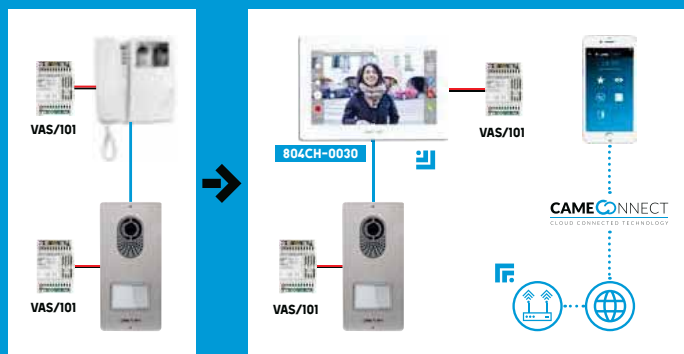 VAS/101
VAS/101
804CH-0030
VAS/101
VAS/101
CAMECONNECT
CLOUD CONNECTED TECHNOLOGY